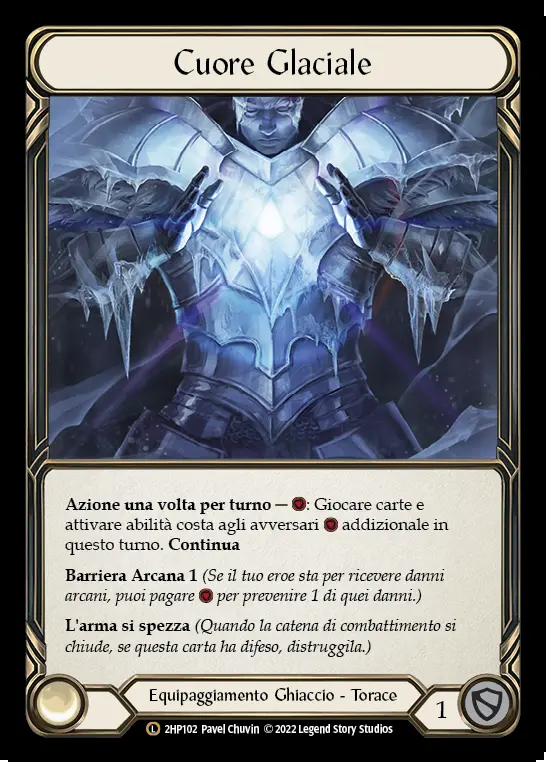 Cuore Glaciale
Azione una volta per turno — : Giocare carte e
attivare abilità costa agli avversari addizionale in
questo turno. Continua
Barriera Arcana 1 (Se il tuo eroe sta per ricevere danni
arcani, puoi pagare per prevenire 1 di quei danni.)
L'arma si spezza (Quando la catena di combattimento si
chiude, se questa carta ha difeso, distruggila.)
Equipaggiamento Ghiaccio - Torace
1
L 2HP102 Pavel Chuvin © 2022 Legend Story Studios